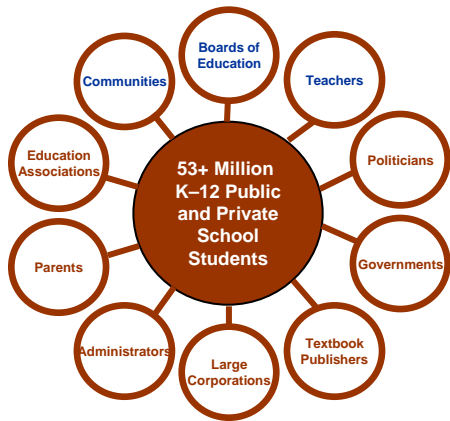 Boards of
Education
Teachers
Politicians
Governments
Textbook
Publishers
Large
Corporations
Administrators
Parents
Education
Associations
Communities
53+ Million
K–12 Public
and Private
School
Students